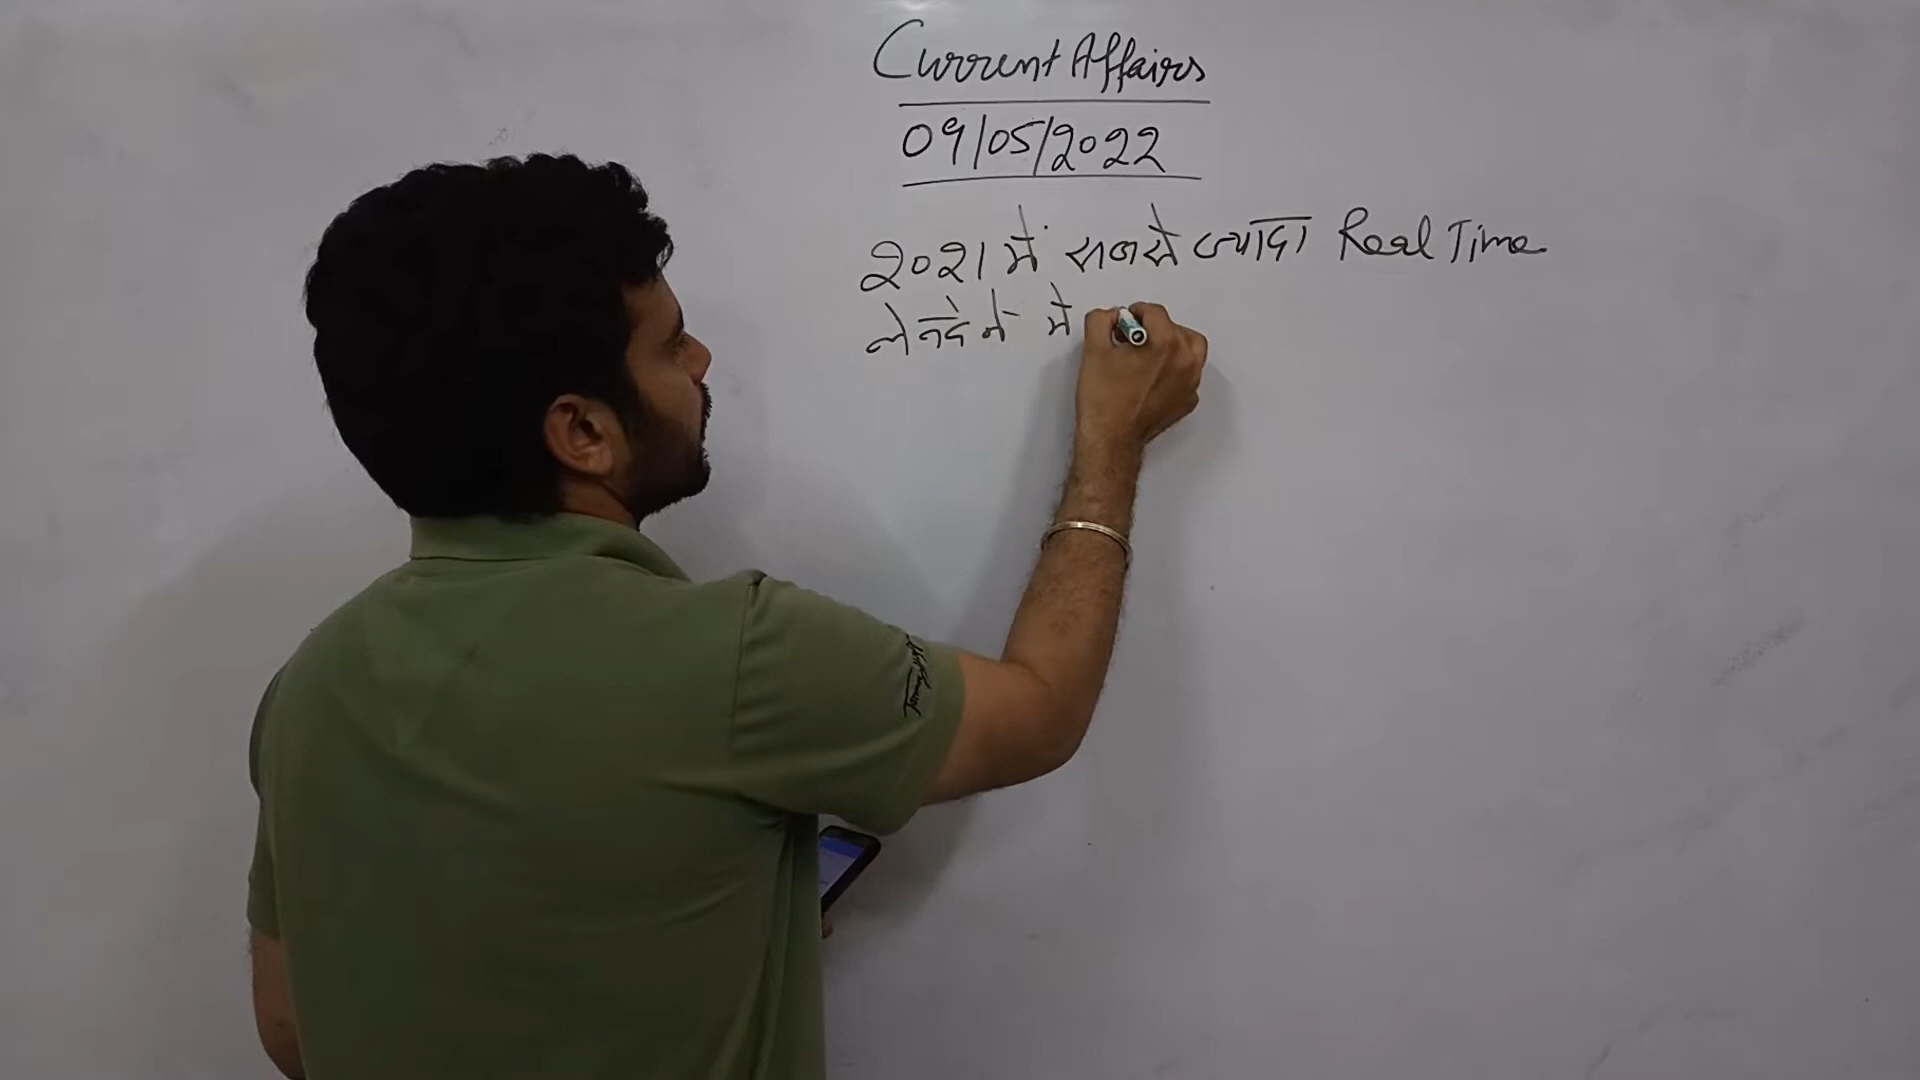 Current Affairs
09/05/2022
2021 में सबसे ज्यादा Real Time
लेनदेन में